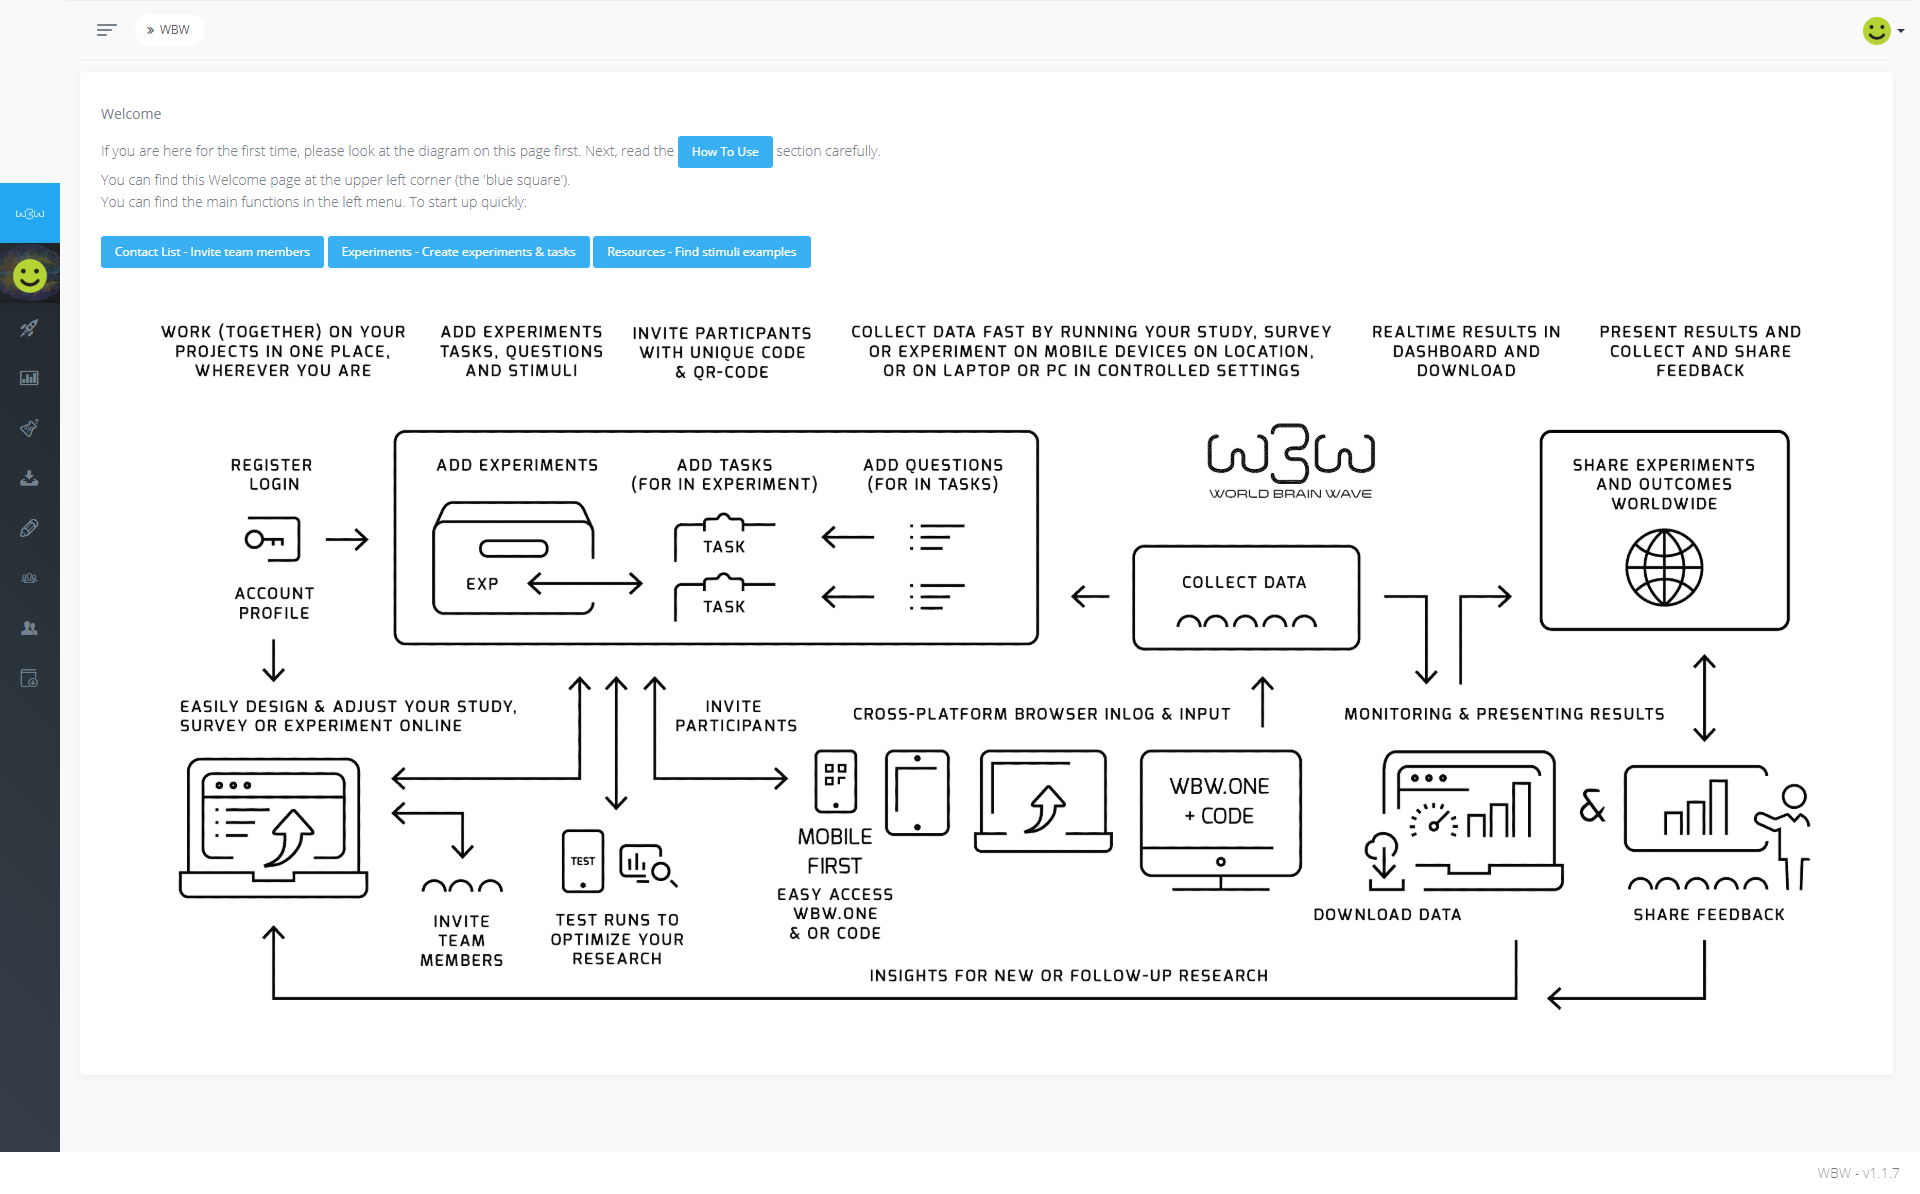 » WBW
Welcome
If you are here for the first time, please look at the diagram on this page first. Next, read the How To Use section carefully.
You can find this Welcome page at the upper left corner (the 'blue square').
You can find the main functions in the left menu. To start up quickly:
W3W
Contact List - Invite team members
Experiments - Create experiments & tasks
Resources - Find stimuli examples
WORK (TOGETHER) ON YOUR
PROJECTS IN ONE PLACE,
WHEREVER YOU ARE
ADD EXPERIMENTS
TASKS, QUESTIONS
AND STIMULI
INVITE PARTICPANTS
WITH UNIQUE CODE
& QR-CODE
COLLECT DATA FAST BY RUNNING YOUR STUDY, SURVEY
OR EXPERIMENT ON MOBILE DEVICES ON LOCATION,
OR ON LAPTOP OR PC IN CONTROLLED SETTINGS
REALTIME RESULTS IN
DASHBOARD AND
DOWNLOAD
PRESENT RESULTS AND
COLLECT AND SHARE
FEEDBACK
REGISTER
LOGIN
ACCOUNT
PROFILE
ADD EXPERIMENTS
EXP
ADD TASKS
(FOR IN EXPERIMENT)
TASK
TASK
ADD QUESTIONS
(FOR IN TASKS)
W3W
WORLD BRAIN WAVE
COLLECT DATA
SHARE EXPERIMENTS
AND OUTCOMES
WORLDWIDE
EASILY DESIGN & ADJUST YOUR STUDY,
SURVEY OR EXPERIMENT ONLINE
INVITE
PARTICIPANTS
CROSS-PLATFORM BROWSER INLOG & INPUT
MONITORING & PRESENTING RESULTS
INVITE
TEAM
MEMBERS
TEST
TEST RUNS TO
OPTIMIZE YOUR
RESEARCH
MOBILE
FIRST
EASY ACCESS
WBW.ONE
& OR CODE
WBW.ONE
+ CODE
&
DOWNLOAD DATA
SHARE FEEDBACK
INSIGHTS FOR NEW OR FOLLOW-UP RESEARCH
WBW - v1.1.7